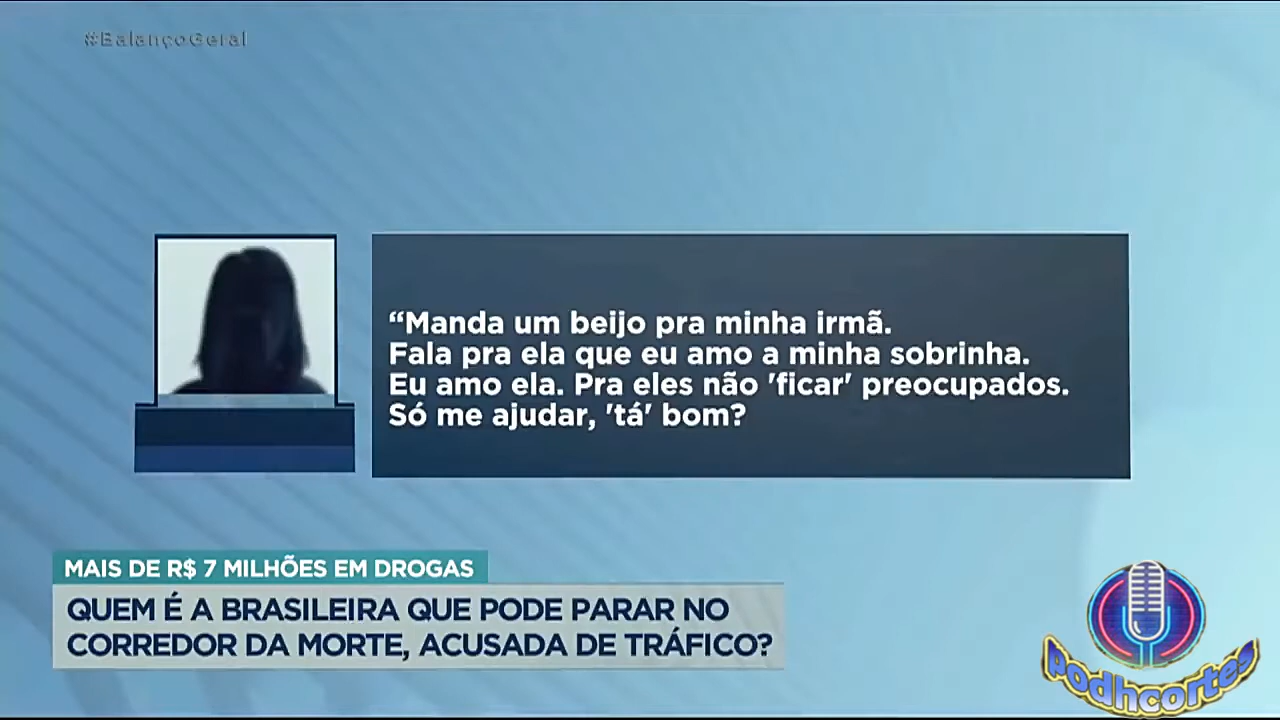 #BalançoGeral
“Manda um beijo pra minha irmã.
Fala pra ela que eu amo a minha sobrinha.
Eu amo ela. Pra eles não 'ficar' preocupados.
Só me ajudar, 'tá' bom?
MAIS DE R$ 7 MILHÕES EM DROGAS
QUEM É A BRASILEIRA QUE PODE PARAR NO
CORREDOR DA MORTE, ACUSADA DE TRÁFICO?
podhcortes